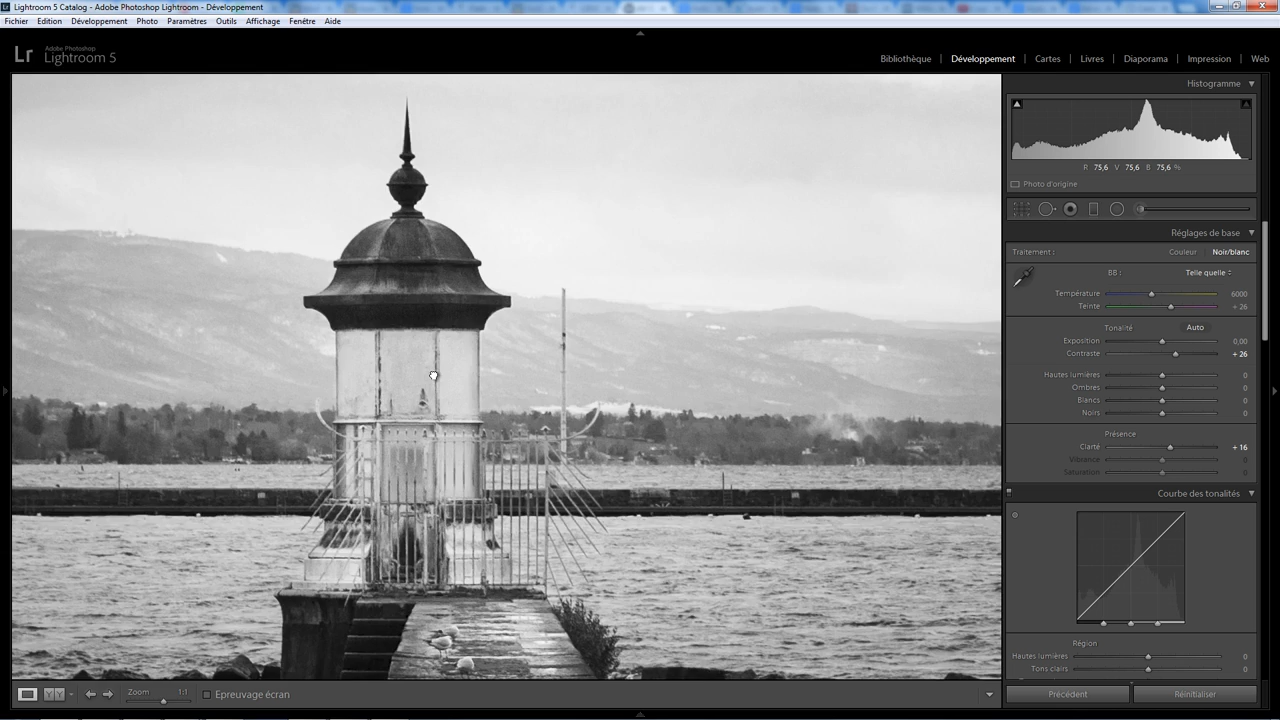 Lightroom 5 Catalog - Adobe Photoshop Lightroom - Développement
Fichier Edition Développement Photo Paramètres Outils Affichage Fenêtre Aide
Lr Adobe Photoshop
Lightroom 5
Bibliothèque | Développement | Cartes | Livres | Diaporama | Impression | Web
Histogramme
R 75,6 V 75,6 B 75,6 %
Photo d'origine
Réglages de base
Traitement : Couleur Noir/blanc
BB : Telle quelle
Température 6000
Teinte + 26
Tonalité Auto
Exposition 0,00
Contraste + 26
Hautes lumières 0
Ombres 0
Blancs 0
Noirs 0
Présence
Clarté + 16
Vibrance 0
Saturation 0
Courbe des tonalités
Région
Hautes lumières 0
Tons clairs 0
YY Zoom 1:1 Epreuvage écran
Précédent Réinitialiser